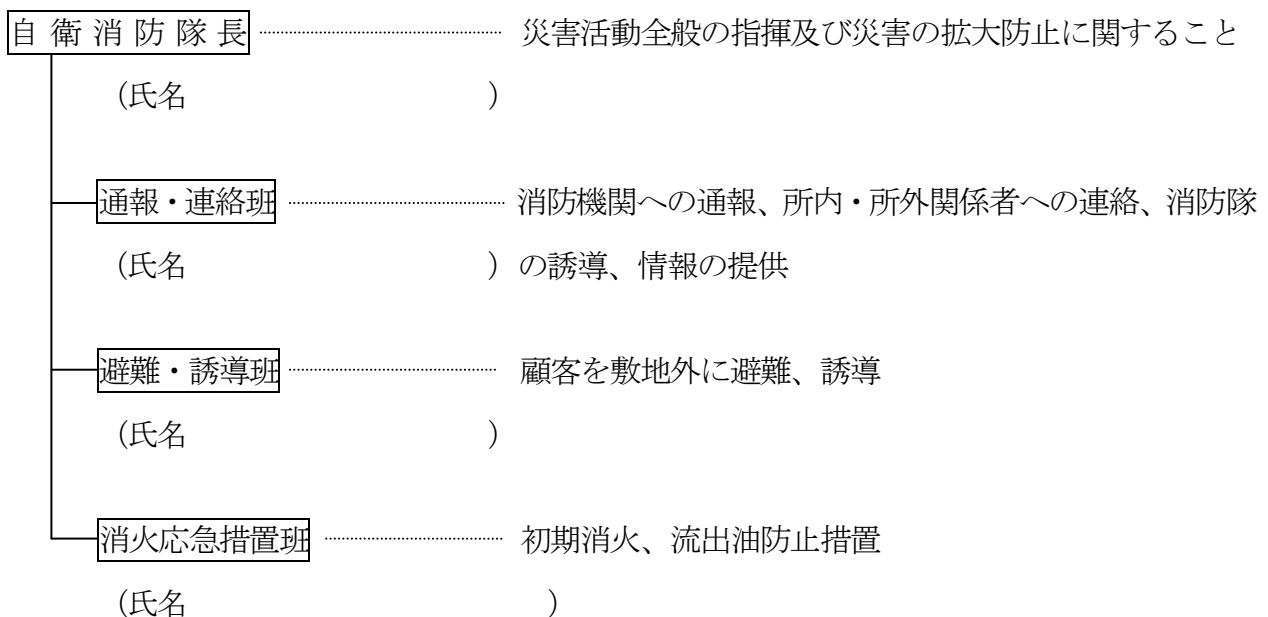 自衛消防隊長 災害活動全般の指揮及び災害の拡大防止に関すること
(氏名 )
通報・連絡班 消防機関への通報、所内・所外関係者への連絡、消防隊
(氏名 ) の誘導、情報の提供
避難・誘導班 顧客を敷地外に避難、誘導
(氏名 )
消火応急措置班 初期消火、流出油防止措置
(氏名 )